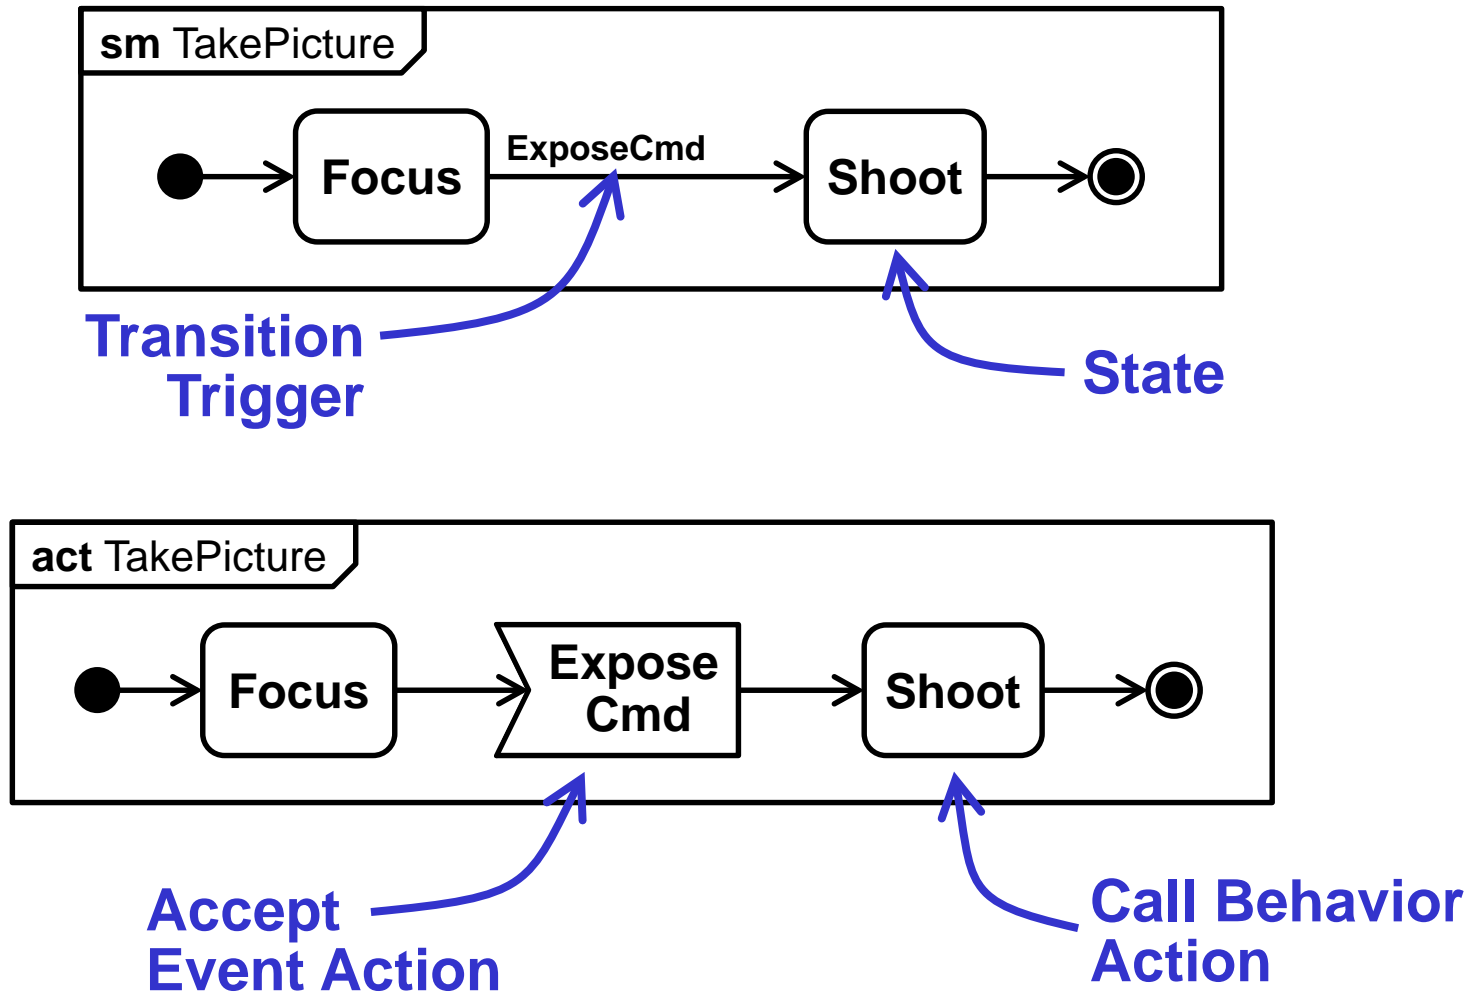 sm TakePicture
Focus
ExposeCmd
Shoot
Transition
Trigger
State
act TakePicture
Focus
Expose
Cmd
Shoot
Accept
Event Action
Call Behavior
Action